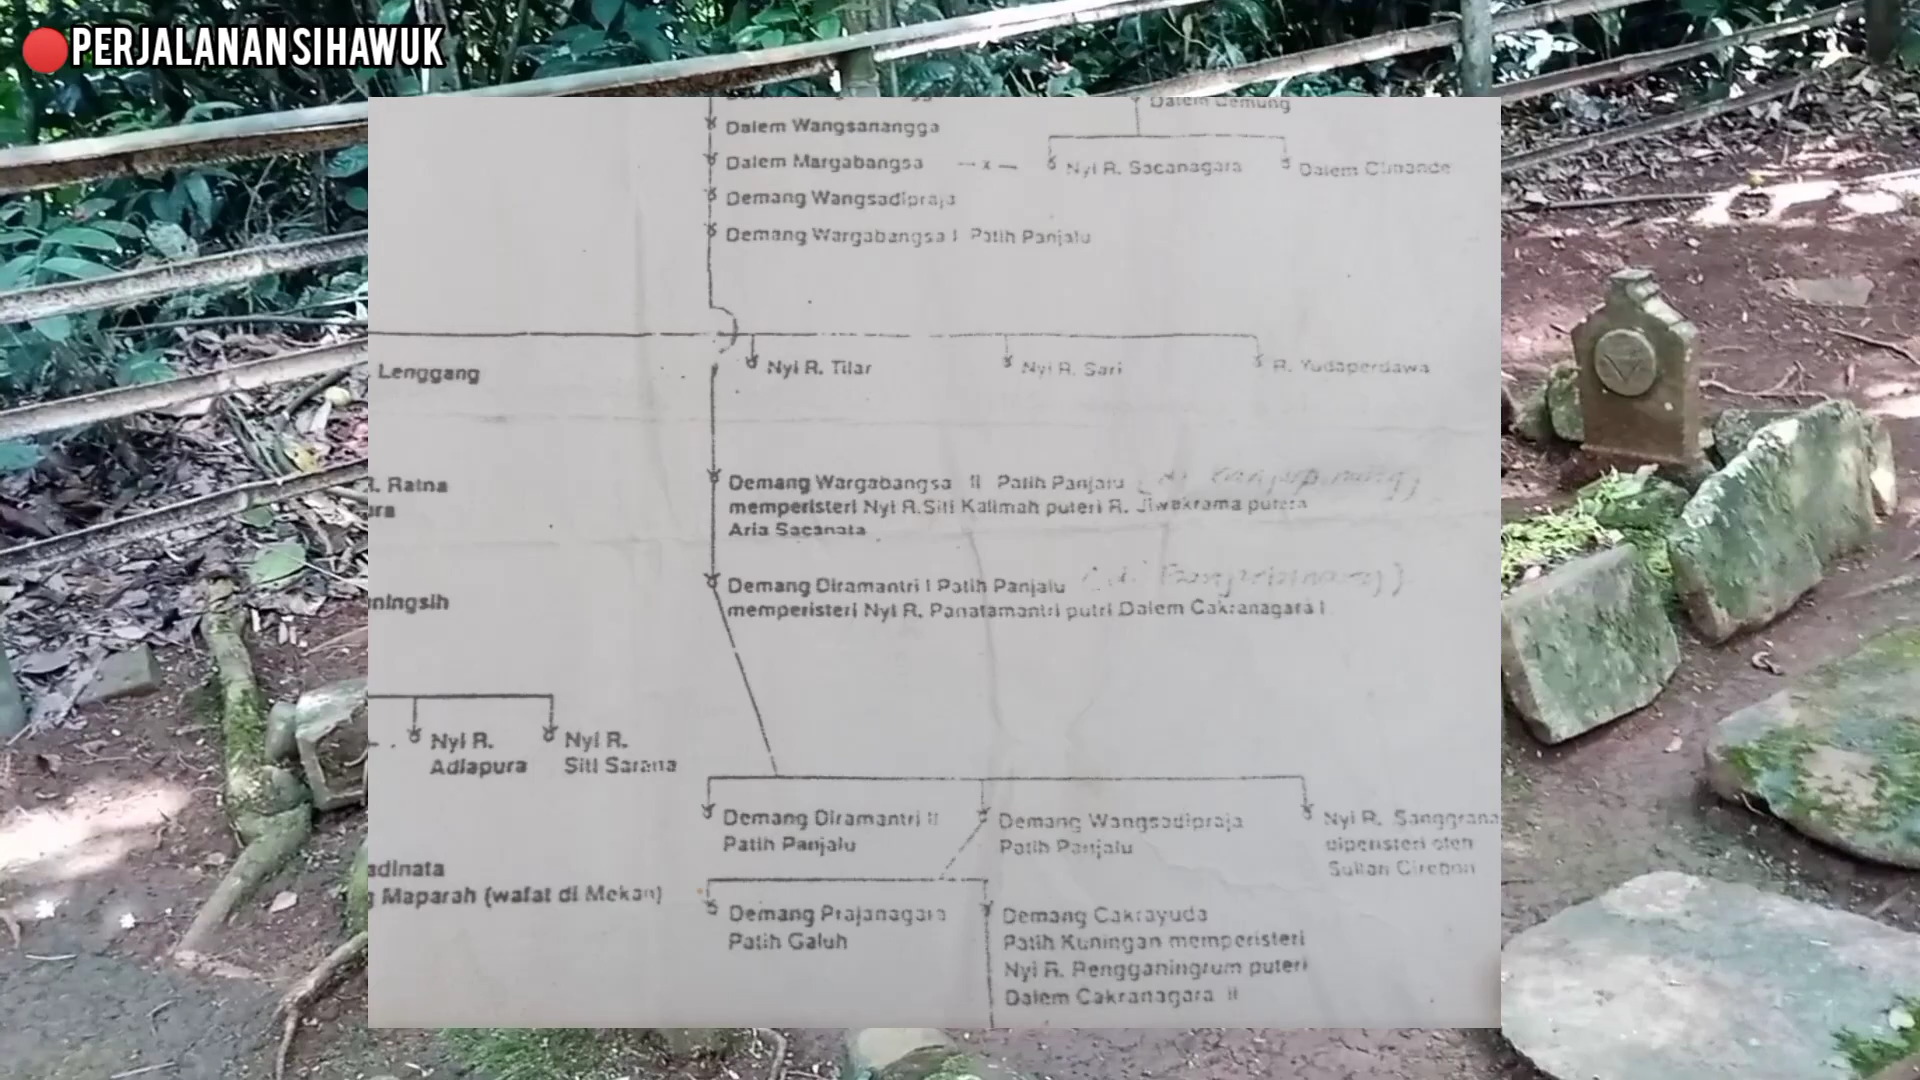 PERJALANAN SIHAWUK
Dalem Cemung
Dalem Wangsanangga
Dalem Margabangsa — x —
Nyi R. Sacanagara
Dalem Cimande
Demang Wangsadipraja
Demang Wargabangsa I Patih Panjalu
Lenggang
Nyi R. Tilar
Nyi R. Sari
R. Yudaperdawa
R. Ratna
Demang Wargabangsa II Patih Panjalu
memperisteri Nyi R.Siti Kalimah puteri R. Jiwakrama putera
Aria Sacanata
Demang Diramantri I Patih Panjalu
memperisteri Nyi R. Panatamantri putri Dalem Cakranagara I
ningsih
Nyi R.
Adiapura
Nyi R.
Siti Sarana
Demang Diramantri II
Patih Panjalu
Demang Wangsadipraja
Patih Panjalu
Nyi R. Sanggrana
diperisteri oleh
Sultan Cirebon
adinata
Maparah (wafat di Mekah)
Demang Prajanagara
Patih Galuh
Demang Cakrayuda
Patih Kuningan memperisteri
Nyi R. Rengganingrum puteri
Dalem Cakranagara II